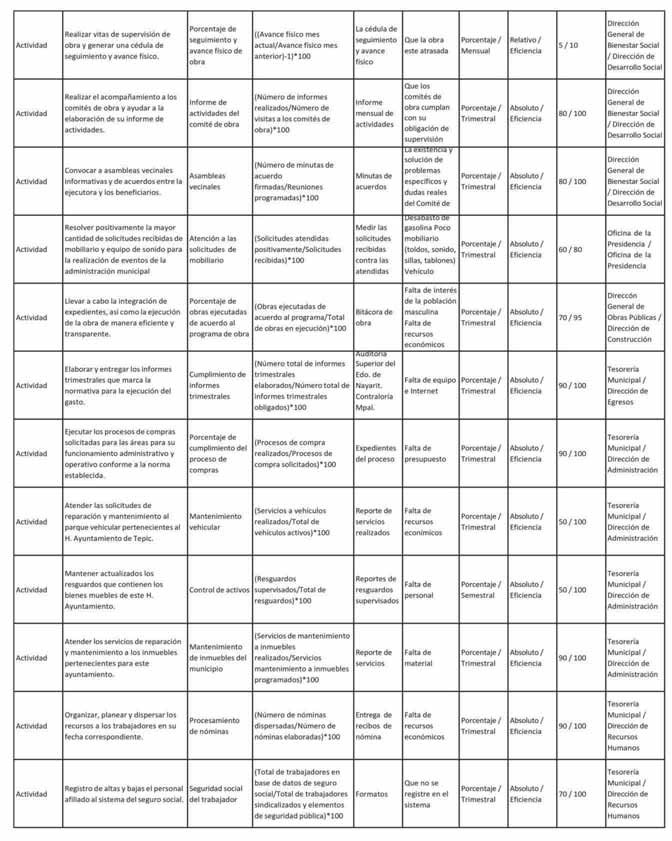 Actividad
Realizar vitas de supervisión de
obra y generar una cédula de
seguimiento y avance físico.
Porcentaje de
seguimiento y
avance físico de
obra
((Avance físico mes
actual/Avance físico mes
anterior)-1)*100
La cédula de
seguimiento
y avance
físico
Que la obra
este atrasada
Porcentaje /
Mensual
Relativo /
Eficiencia
5 / 10
Dirección
General de
Bienestar Social
/ Dirección de
Desarrollo Social
Actividad
Realizar el acompañamiento a los
comités de obra y ayudar a la
elaboración de su informe de
actividades.
Informe de
actividades del
comité de obra
(Número de informes
realizados/Número de
visitas a los comités de
obra)*100
Informe
mensual de
actividades
Que los
comités de
obra cumplan
con su
obligación de
supervisión
Porcentaje /
Trimestral
Absoluto /
Eficiencia
80 / 100
Dirección
General de
Bienestar Social
/ Dirección de
Desarrollo Social
Actividad
Convocar a asambleas vecinales
informativas y de acuerdos entre la
ejecutora y los beneficiarios.
Asambleas
vecinales
(Número de minutas de
acuerdo
firmadas/Reuniones
programadas)*100
Minutas de
acuerdos
La existencia y
solución de
problemas
específicos y
dudas reales
del Comité de
Porcentaje /
Trimestral
Absoluto /
Eficiencia
80 / 100
Dirección
General de
Bienestar Social
/ Dirección de
Desarrollo Social
Actividad
Resolver positivamente la mayor
cantidad de solicitudes recibidas de
mobiliario y equipo de sonido para
la realización de eventos de la
administración municipal
Atención a las
solicitudes de
mobiliario
(Solicitudes atendidas
positivamente/Solicitudes
recibidas)*100
Medir las
solicitudes
recibidas
contra las
atendidas
Desabasto de
gasolina Poco
mobiliario
(toldos, sonido,
sillas, tablones)
Vehículo
Porcentaje /
Trimestral
Absoluto /
Eficiencia
60 / 80
Oficina de la
Presidencia /
Oficina de la
Presidencia
Actividad
Llevar a cabo la integración de
expedientes, así como la ejecución
de la obra de manera eficiente y
transparente.
Porcentaje de
obras ejecutadas
de acuerdo al
programa de obra
(Obras ejecutadas de
acuerdo al programa/Total
de obras en ejecución)*100
Bitácora de
obra
Falta de interés
de la población
masculina
Falta de
recursos
económicos
Porcentaje /
Trimestral
Absoluto /
Eficiencia
70 / 95
Direccón
General de
Obras Públicas /
Dirección de
Construcción
Actividad
Elaborar y entregar los informes
trimestrales que marca la
normativa para la ejecución del
gasto.
Cumplimiento de
informes
trimestrales
(Número total de informes
trimestrales
elaborados/Número total de
informes trimestrales
obligados)*100
Auditoria
Superior del
Edo. de
Nayarit.
Contraloría
Mpal.
Falta de equipo
e Internet
Porcentaje /
Trimestral
Absoluto /
Eficiencia
90 / 100
Tesorería
Municipal /
Dirección de
Egresos
Actividad
Ejecutar los procesos de compras
solicitadas para las áreas para su
funcionamiento administrativo y
operativo conforme a la norma
establecida.
Porcentaje de
cumplimiento del
proceso de
compras
(Procesos de compra
realizados/Procesos de
compra solicitados)*100
Expedientes
del proceso
Falta de
presupuesto
Porcentaje /
Trimestral
Absoluto /
Eficiencia
90 / 100
Tesorería
Municipal /
Dirección de
Administración
Actividad
Atender las solicitudes de
reparación y mantenimiento al
parque vehicular pertenecientes al
H. Ayuntamiento de Tepic.
Mantenimiento
vehicular
(Servicios a vehículos
realizados/Total de
vehículos activos)*100
Reporte de
servicios
realizados
Falta de
recursos
econimicos
Porcentaje /
Trimestral
Absoluto /
Eficiencia
50 / 100
Tesorería
Municipal /
Dirección de
Administración
Actividad
Mantener actualizados los
resguardos que contienen los
bienes muebles de este H.
Ayuntamiento.
Control de activos
(Resguardos
supervisados/Total de
resguardos)*100
Reportes de
resguardos
supervisados
Falta de
personal
Porcentaje /
Semestral
Absoluto /
Eficiencia
50 / 100
Tesorería
Municipal /
Dirección de
Administración
Actividad
Atender los servicios de reparación
y mantenimiento a los inmuebles
pertenecientes para este
ayuntamiento.
Mantenimiento
de inmuebles del
municipio
(Servicios de mantenimiento
a inmuebles
realizados/Servicios
mantenimiento a inmuebles
programados)*100
Reporte de
servicios
Falta de
material
Porcentaje /
Trimestral
Absoluto /
Eficiencia
90 / 100
Tesorería
Municipal /
Dirección de
Administración
Actividad
Organizar, planear y dispersar los
recursos a los trabajadores en su
fecha correspondiente.
Procesamiento
de nóminas
(Número de nóminas
dispersadas/Número de
nóminas elaboradas)*100
Entrega de
recibos de
nómina
Falta de
recursos
económicos
Porcentaje /
Trimestral
Absoluto /
Eficiencia
90 / 100
Tesorería
Municipal /
Dirección de
Recursos
Humanos
Actividad
Registro de altas y bajas el personal
afiliado al sistema del seguro social.
Seguridad social
del trabajador
(Total de trabajadores en
base de datos de seguro
social/Total de trabajadores
sindicalizados y elementos
de seguridad pública)*100
Formatos
Que no se
registre en el
sistema
Porcentaje /
Trimestral
Absoluto /
Eficiencia
70 / 100
Tesorería
Municipal /
Dirección de
Recursos
Humanos